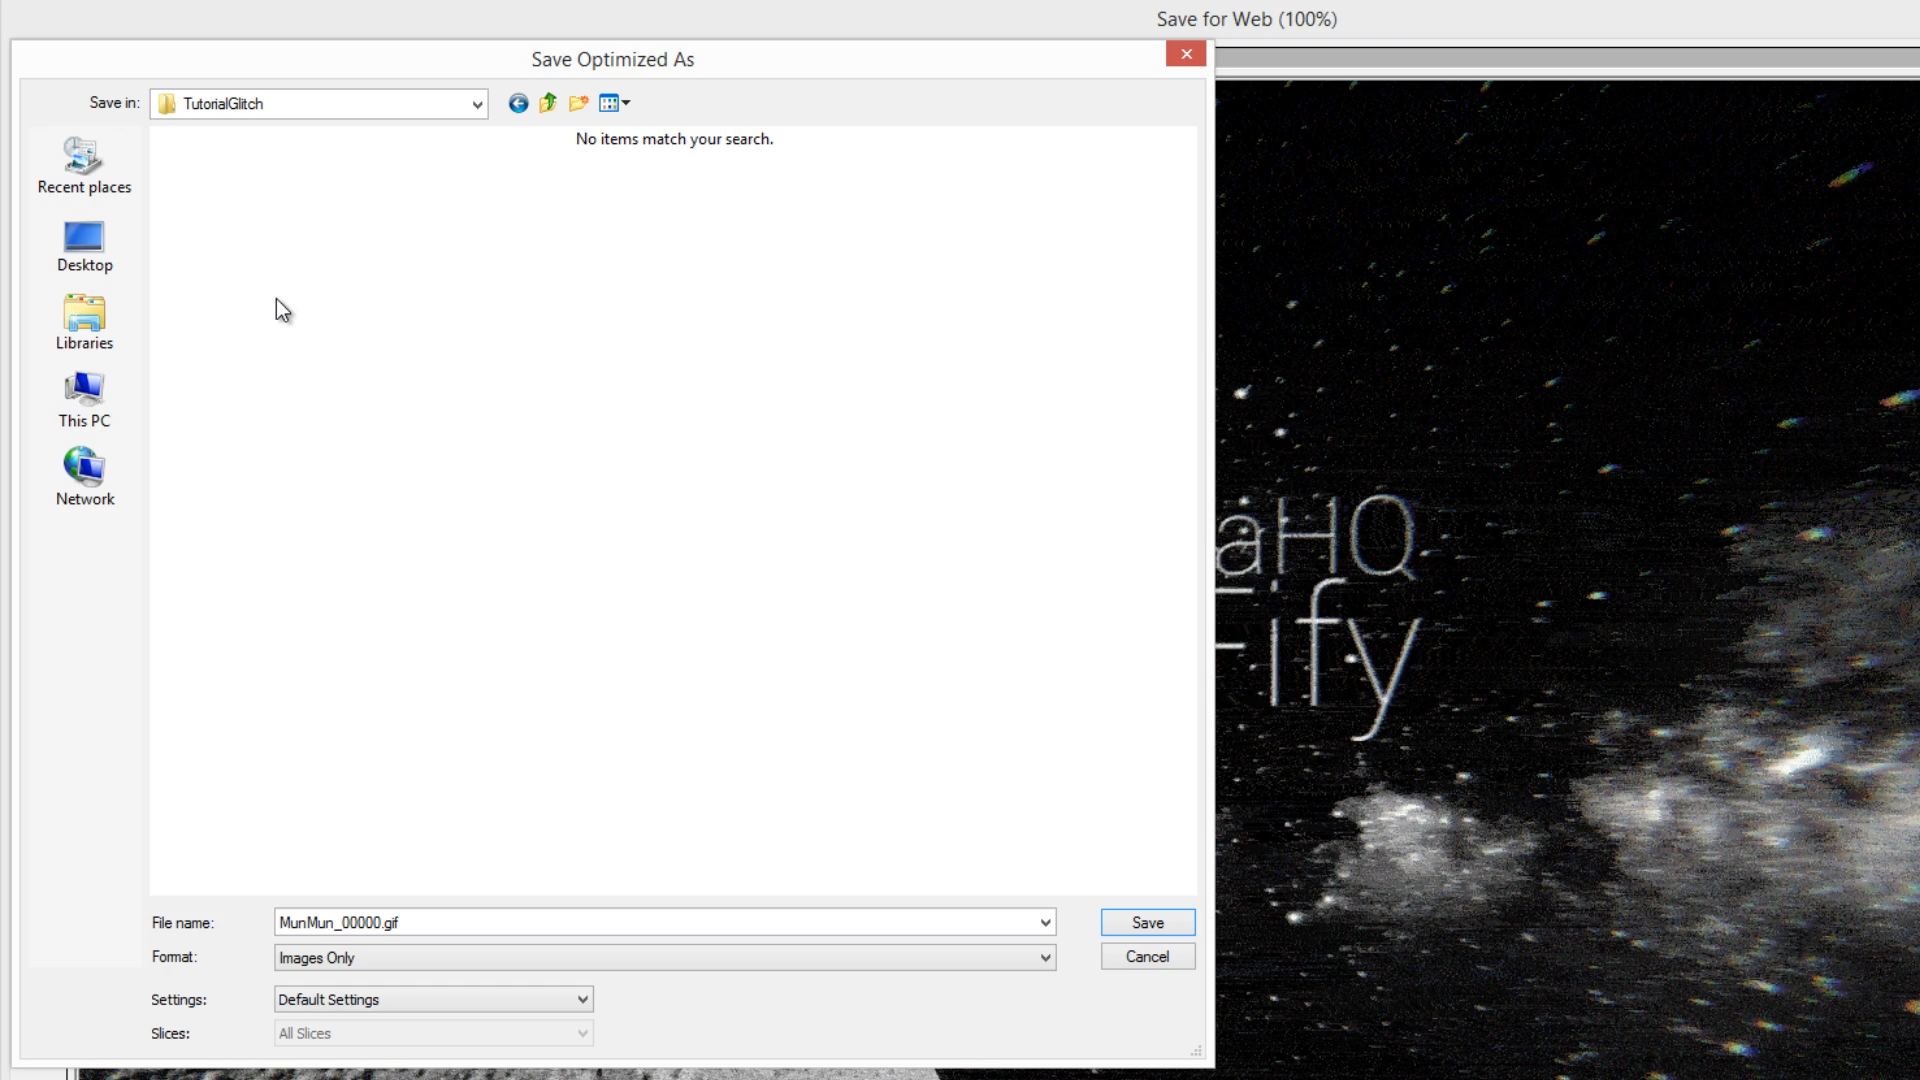 Save for Web (100%)
Save Optimized As
Save in: TutorialGlitch
No items match your search.
Recent places
Desktop
Libraries
This PC
Network
aHQ
ify
File name: MunMun_00000.gif
Save
Format: Images Only
Cancel
Settings: Default Settings
Slices: All Slices